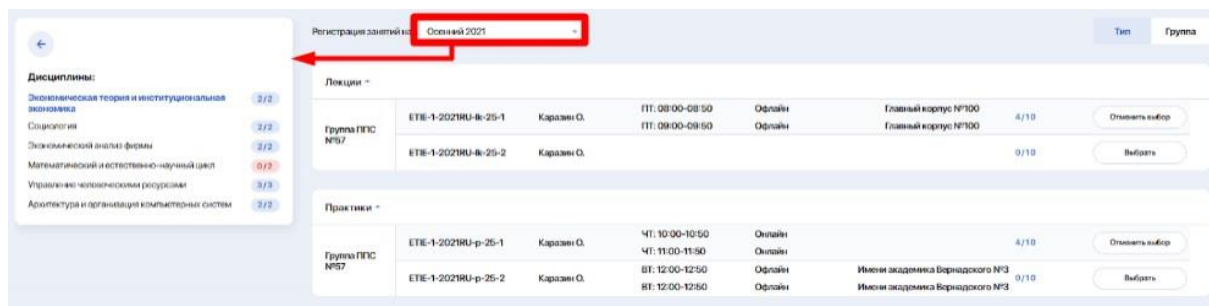 Регистрация занятий на Осенний 2021
Тип Группа
Дисциплины:
Экономическая теория и институциональная экономика 2/2
Социология 2/2
Экономический анализ фирмы 2/2
Математический и естественно-научный цикл 0/2
Управление человеческими ресурсами 3/3
Архитектура и организация компьютерных систем 2/2
Лекции
Группа ППС №57
ETIE-1-2021RU-lk-25-1 Каразин О. ПТ: 08:00-08:50 Офлайн Главный корпус №100 4/10 Отменить выбор
ПТ: 09:00-09:50 Офлайн Главный корпус №100
ETIE-1-2021RU-lk-25-2 Каразин О. 0/10 Выбрать
Практики
Группа ППС №57
ETIE-1-2021RU-p-25-1 Каразин О. ЧТ: 10:00-10:50 Онлайн 4/10 Отменить выбор
ЧТ: 11:00-11:50 Онлайн
ETIE-1-2021RU-p-25-2 Каразин О. ВТ: 12:00-12:50 Офлайн Имени академика Вернадского №3 0/10 Выбрать
ВТ: 12:00-12:50 Офлайн Имени академика Вернадского №3